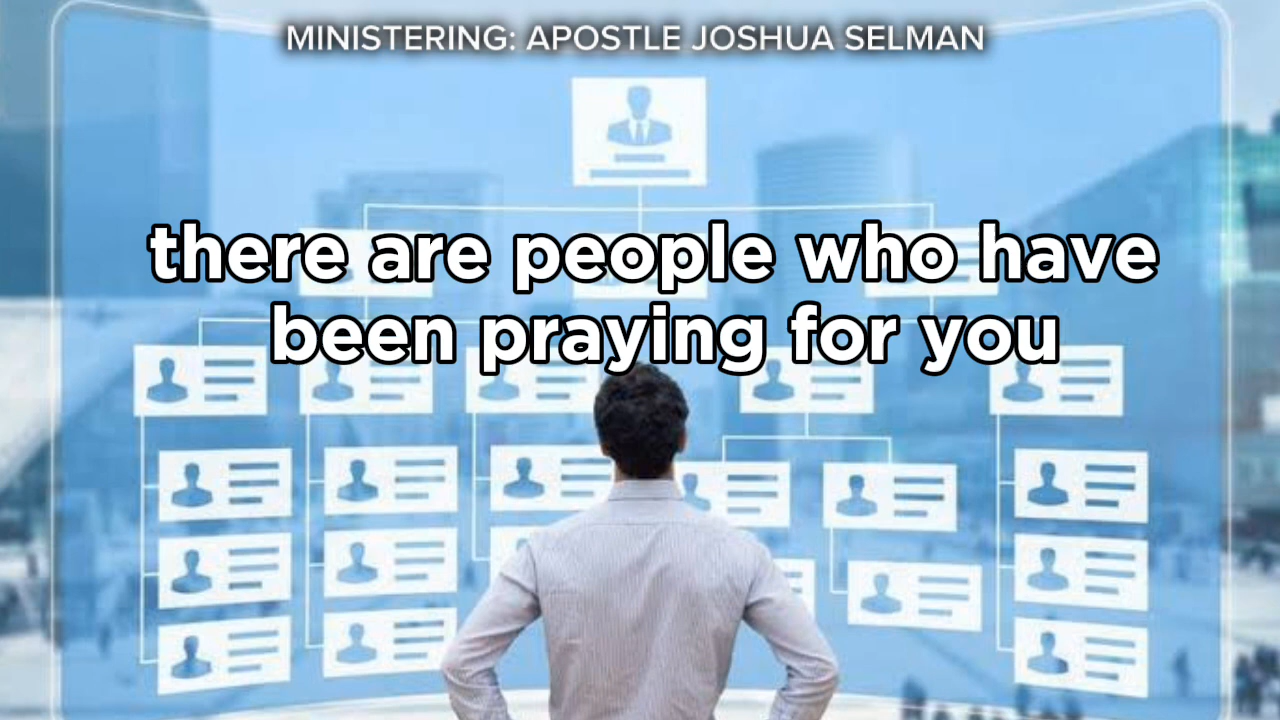 MINISTERING: APOSTLE JOSHUA SELMAN
there are people who have
been praying for you